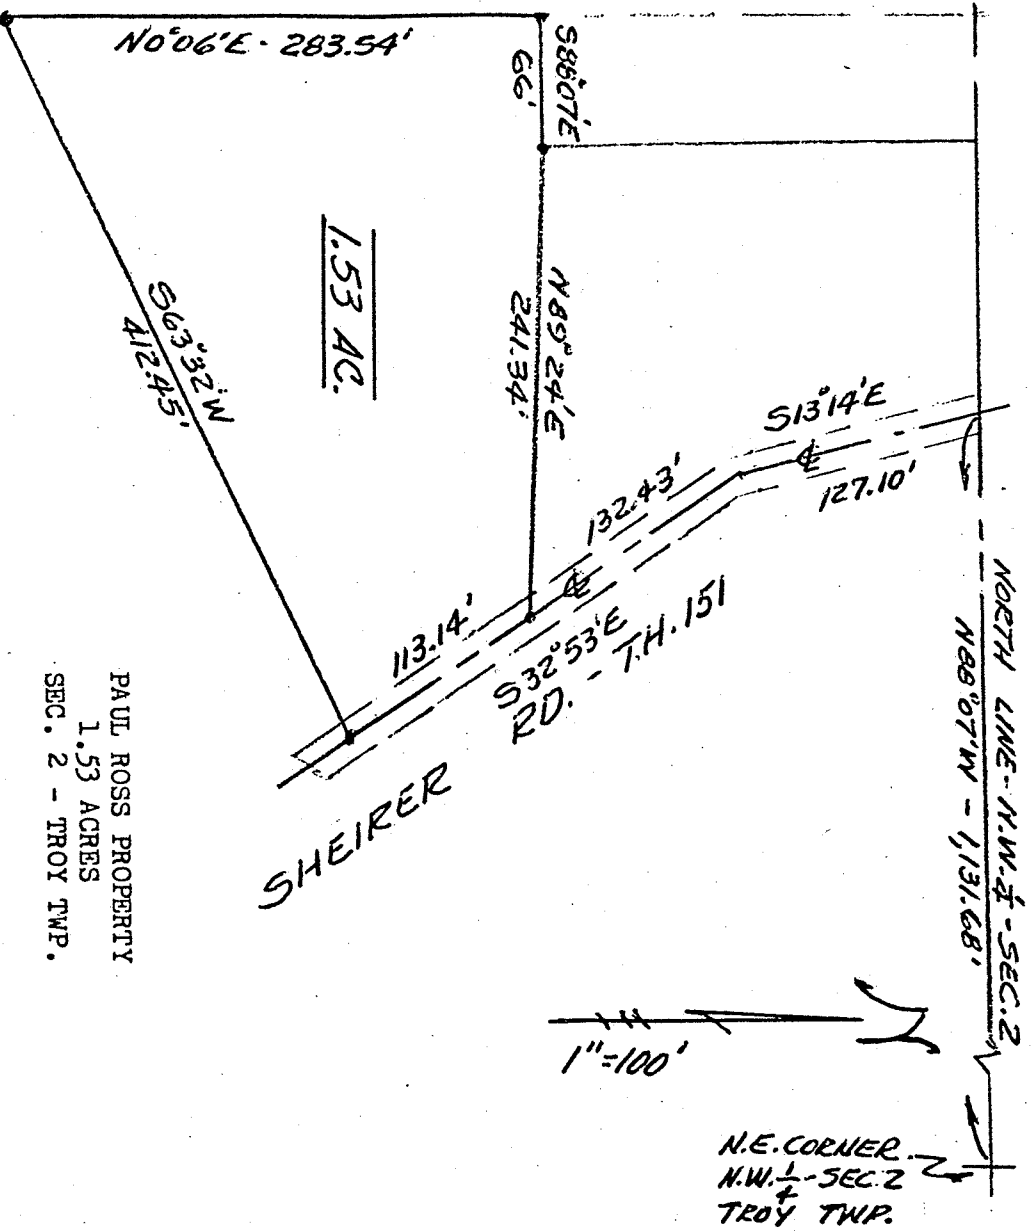 N0°06'E - 283.54'
S88°07'E
66'
1.53 AC.
N89°24'E
241.34'
S63°32'W
412.45'
S13°14'E
127.10'
132.43'
113.14'
S32°53'E
SHEIRER RD. - T.H. 151
NORTH LINE - N.W. 1/4 - SEC. 2
N88°07'W - 1,131.68'
1"=100'
N.E. CORNER
N.W. 1/4 - SEC. 2
TROY TWP.
PAUL ROSS PROPERTY
1.53 ACRES
SEC. 2 - TROY TWP.